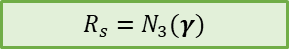 R_s = N_3(γ)